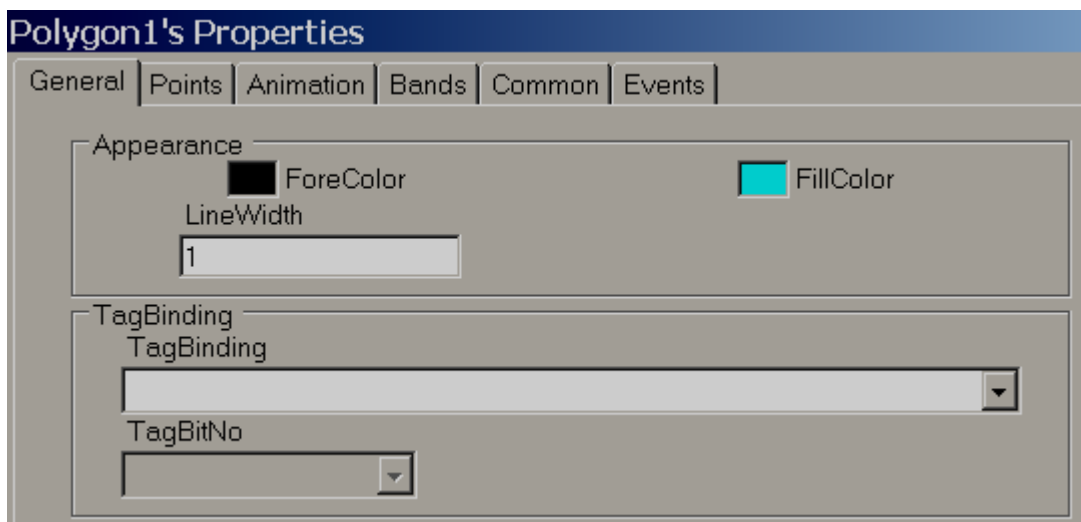 Polygon1's Properties
General Points Animation Bands Common Events
Appearance
ForeColor FillColor
LineWidth
1
TagBinding
TagBinding
TagBitNo